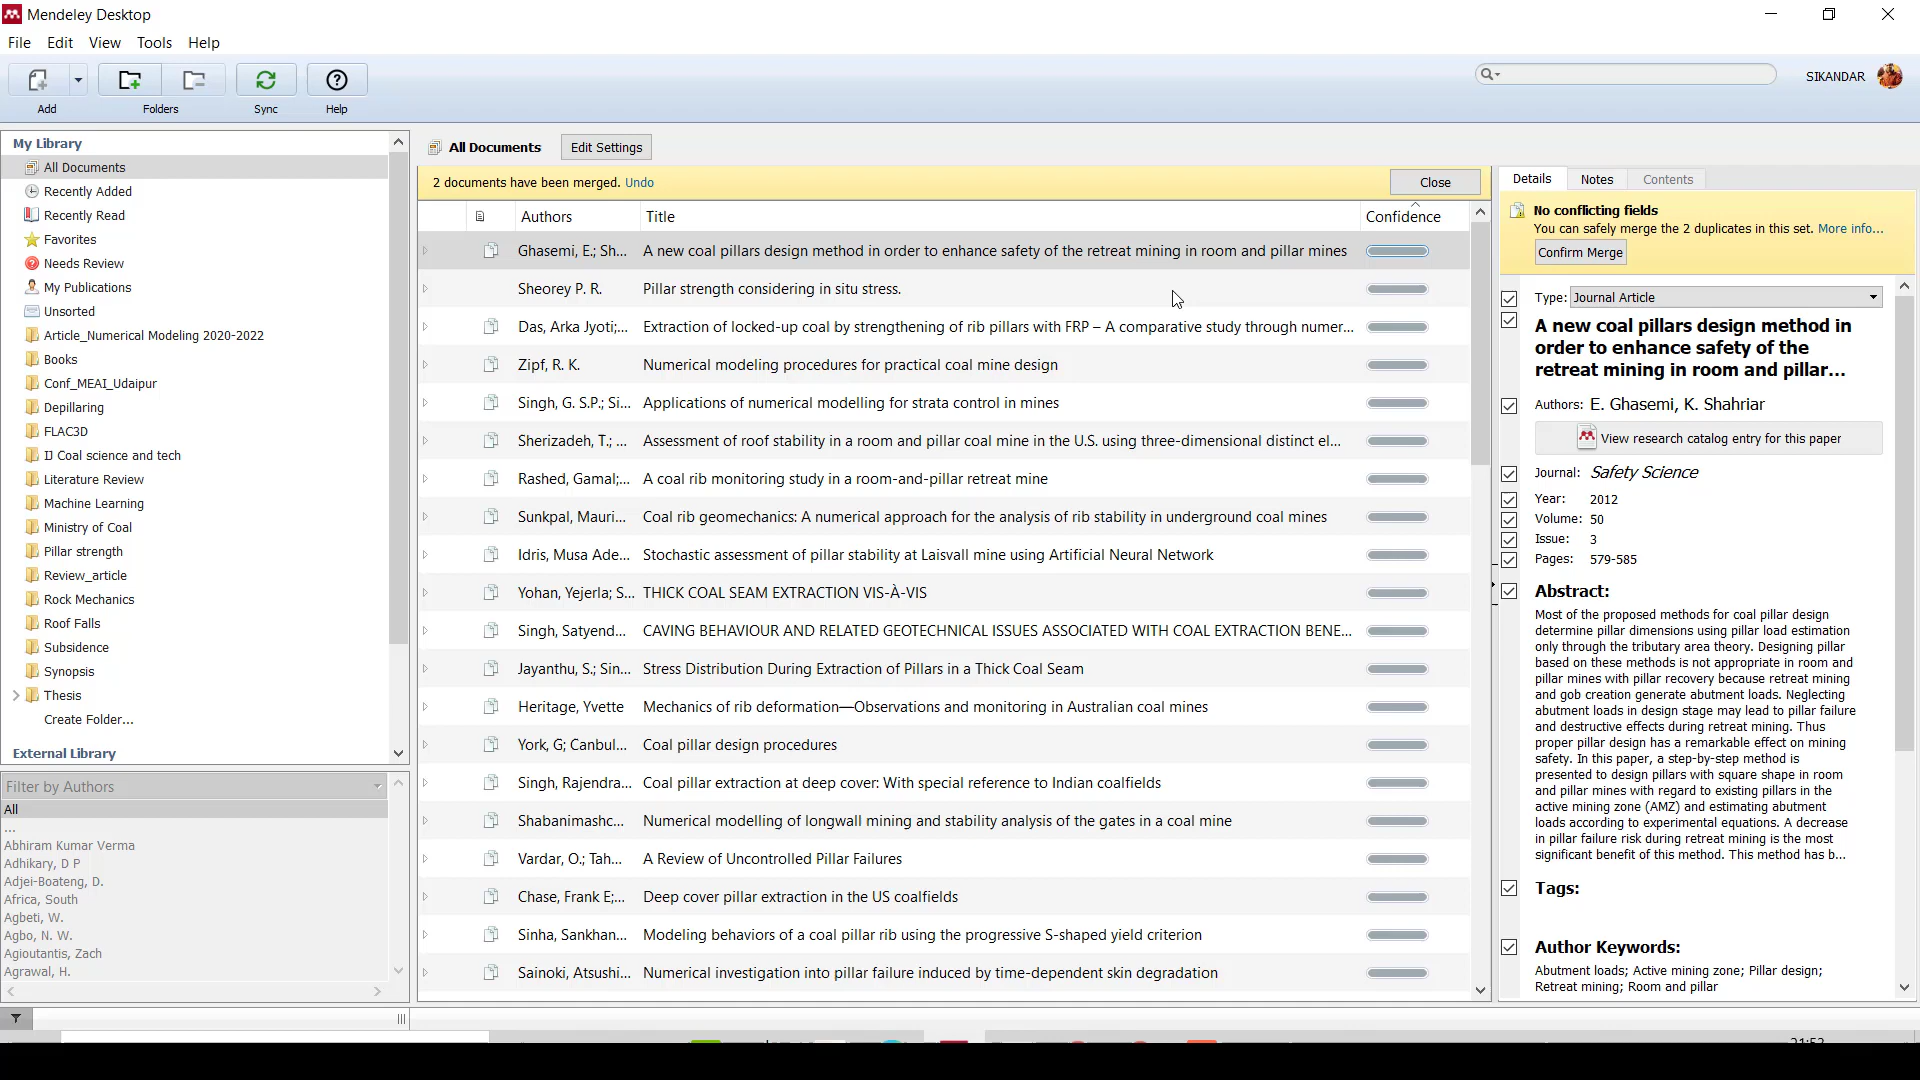 Mendeley Desktop
File Edit View Tools Help
Add Folders Sync Help
SIKANDAR
My Library
All Documents
Recently Added
Recently Read
Favorites
Needs Review
My Publications
Unsorted
Article_Numerical Modeling 2020-2022
Books
Conf_MEAI_Udaipur
Depillaring
FLAC3D
IJ Coal science and tech
Literature Review
Machine Learning
Ministry of Coal
Pillar strength
Review_article
Rock Mechanics
Roof Falls
Subsidence
Synopsis
Thesis
Create Folder...
External Library
Filter by Authors
All
...
Abhiram Kumar Verma
Adhikary, D P
Adjei-Boateng, D.
Africa, South
Agbeti, W.
Agbo, N. W.
Agioutantis, Zach
Agrawal, H.
All Documents Edit Settings
2 documents have been merged. Undo Close
Authors Title Confidence
Ghasemi, E.; Sh... A new coal pillars design method in order to enhance safety of the retreat mining in room and pillar mines
Sheorey P. R. Pillar strength considering in situ stress.
Das, Arka Jyoti;... Extraction of locked-up coal by strengthening of rib pillars with FRP – A comparative study through numer...
Zipf, R. K. Numerical modeling procedures for practical coal mine design
Singh, G. S.P.; Si... Applications of numerical modelling for strata control in mines
Sherizadeh, T.; ... Assessment of roof stability in a room and pillar coal mine in the U.S. using three-dimensional distinct el...
Rashed, Gamal;... A coal rib monitoring study in a room-and-pillar retreat mine
Sunkpal, Mauri... Coal rib geomechanics: A numerical approach for the analysis of rib stability in underground coal mines
Idris, Musa Ade... Stochastic assessment of pillar stability at Laisvall mine using Artificial Neural Network
Yohan, Yejerla; S... THICK COAL SEAM EXTRACTION VIS-À-VIS
Singh, Satyend... CAVING BEHAVIOUR AND RELATED GEOTECHNICAL ISSUES ASSOCIATED WITH COAL EXTRACTION BENE...
Jayanthu, S.; Sin... Stress Distribution During Extraction of Pillars in a Thick Coal Seam
Heritage, Yvette Mechanics of rib deformation—Observations and monitoring in Australian coal mines
York, G; Canbul... Coal pillar design procedures
Singh, Rajendra... Coal pillar extraction at deep cover: With special reference to Indian coalfields
Shabanimashc... Numerical modelling of longwall mining and stability analysis of the gates in a coal mine
Vardar, O.; Tah... A Review of Uncontrolled Pillar Failures
Chase, Frank E;... Deep cover pillar extraction in the US coalfields
Sinha, Sankhan... Modeling behaviors of a coal pillar rib using the progressive S-shaped yield criterion
Sainoki, Atsushi... Numerical investigation into pillar failure induced by time-dependent skin degradation
Details Notes Contents
No conflicting fields
You can safely merge the 2 duplicates in this set. More info...
Confirm Merge
Type: Journal Article
A new coal pillars design method in
order to enhance safety of the
retreat mining in room and pillar...
Authors: E. Ghasemi, K. Shahriar
View research catalog entry for this paper
Journal: Safety Science
Year: 2012
Volume: 50
Issue: 3
Pages: 579-585
Abstract:
Most of the proposed methods for coal pillar design
determine pillar dimensions using pillar load estimation
only through the tributary area theory. Designing pillar
based on these methods is not appropriate in room and
pillar mines with pillar recovery because retreat mining
and gob creation generate abutment loads. Neglecting
abutment loads in design stage may lead to pillar failure
and destructive effects during retreat mining. Thus
proper pillar design has a remarkable effect on mining
safety. In this paper, a step-by-step method is
presented to design pillars with square shape in room
and pillar mines with regard to existing pillars in the
active mining zone (AMZ) and estimating abutment
loads according to experimental equations. A decrease
in pillar failure risk during retreat mining is the most
significant benefit of this method. This method has b...
Tags:
Author Keywords:
Abutment loads; Active mining zone; Pillar design;
Retreat mining; Room and pillar